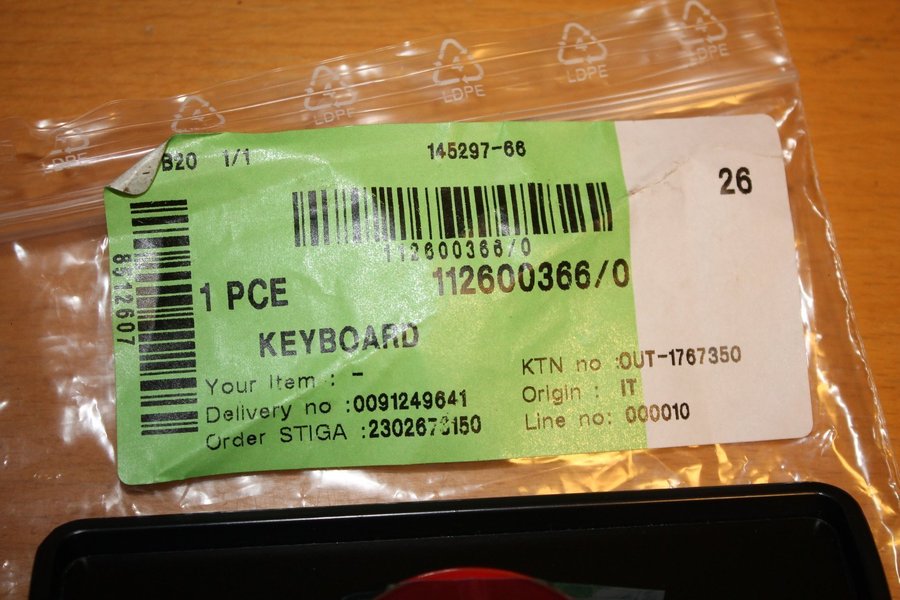 LDPE
LDPE
LDPE
LDPE
LDPE
B20 1/1
145297-66
26
112600366/0
112600366/0
1 PCE
KEYBOARD
Your item : -
Delivery no :0091249641
Order STIGA :2302673150
KTN no :OUT-1767350
Origin : IT
Line no: 000010
8012607